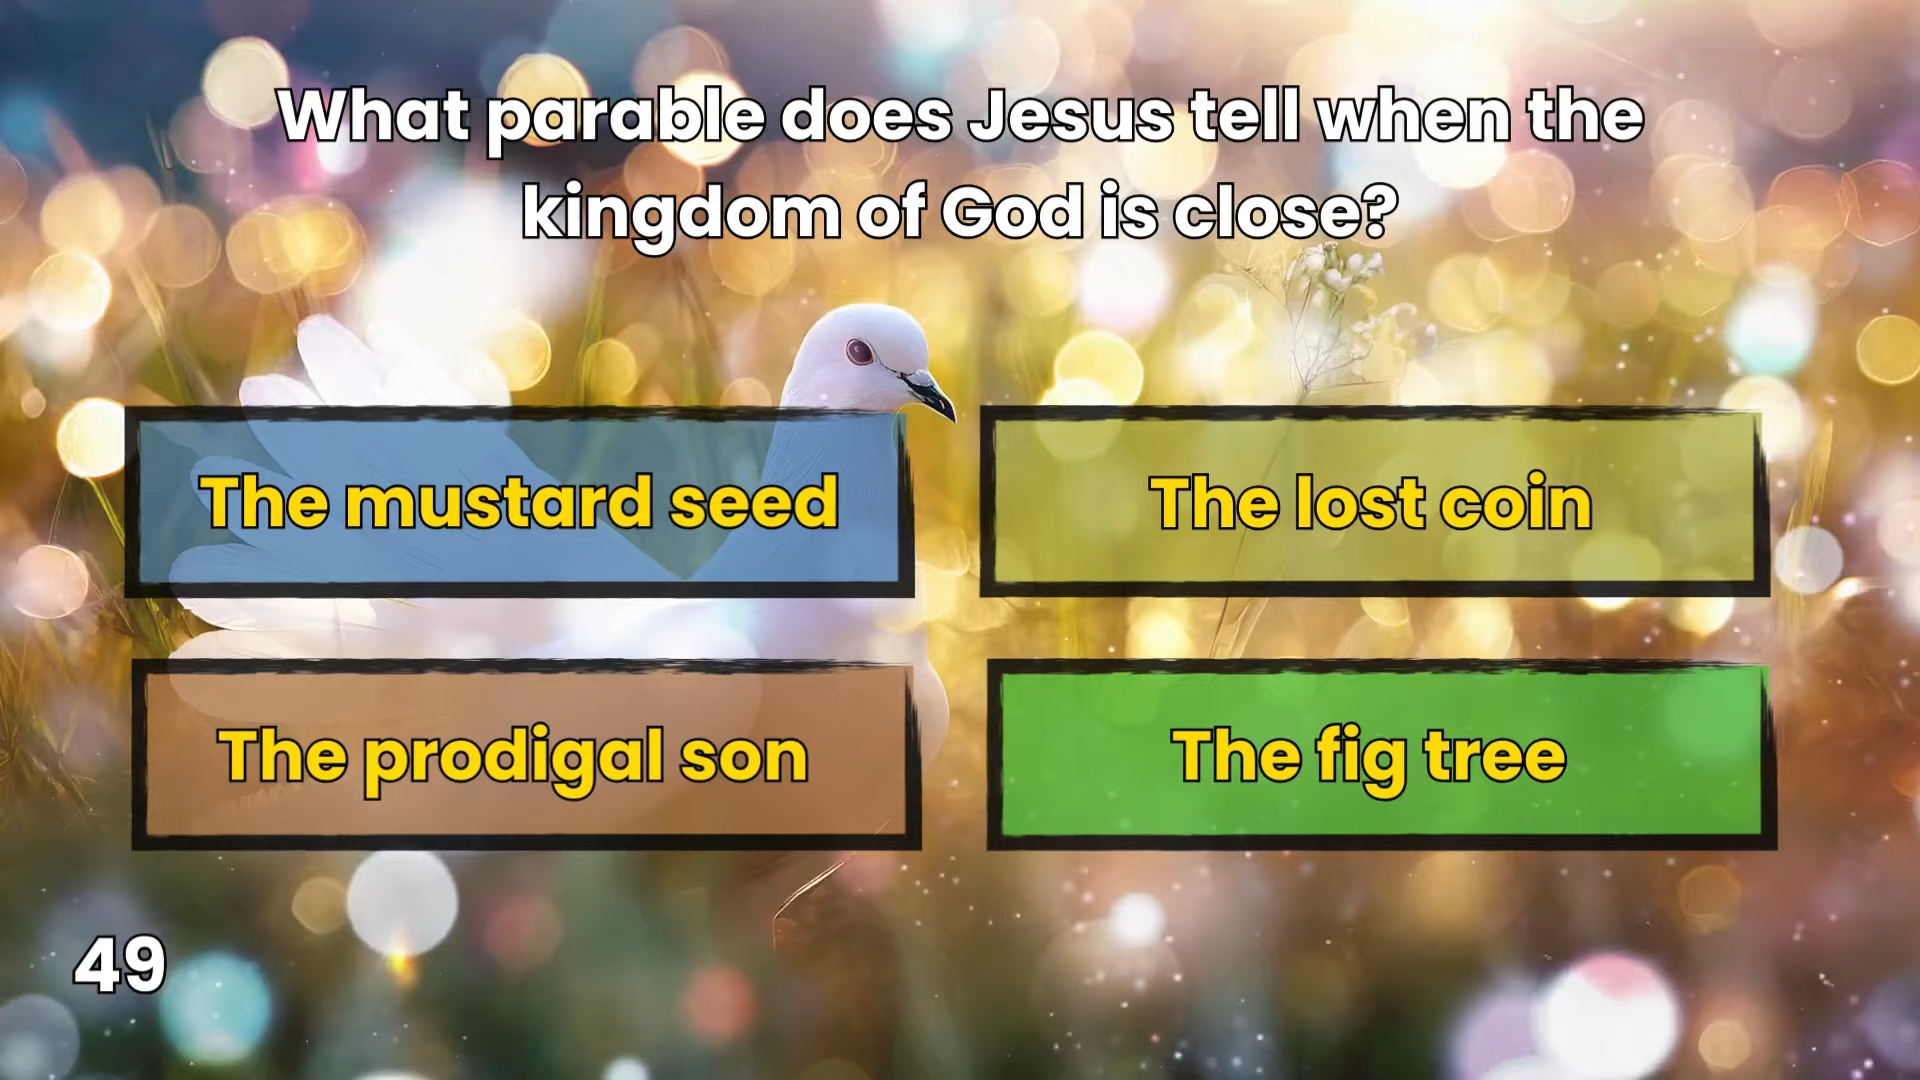 What parable does Jesus tell when the
kingdom of God is close?
The mustard seed
The lost coin
The prodigal son
The fig tree
49